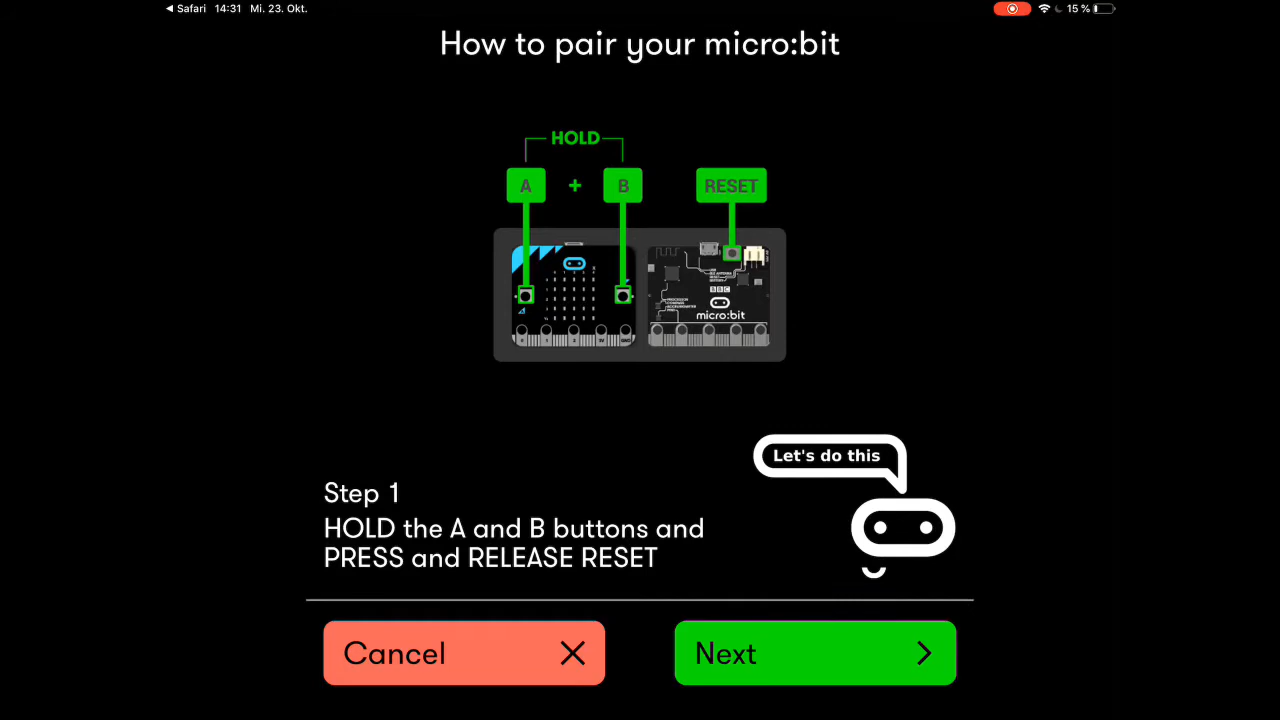 ◀ Safari 14:31 Mi. 23. Okt. 15 %
How to pair your micro:bit
HOLD
A + B RESET
BBC
micro:bit
Step 1
HOLD the A and B buttons and
PRESS and RELEASE RESET
Let's do this
Cancel
Next